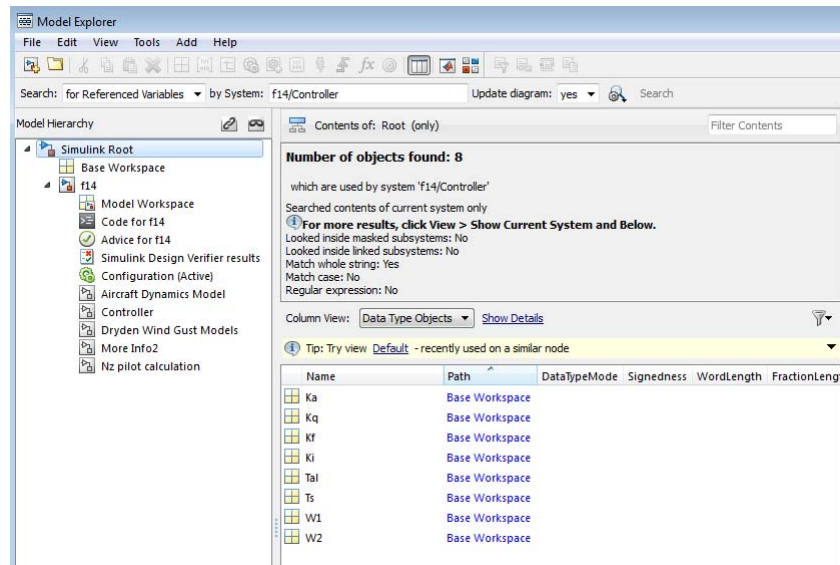 Model Explorer
File Edit View Tools Add Help
Search: for Referenced Variables by System: f14/Controller Update diagram: yes Search
Model Hierarchy
Simulink Root
Base Workspace
f14
Model Workspace
Code for f14
Advice for f14
Simulink Design Verifier results
Configuration (Active)
Aircraft Dynamics Model
Controller
Dryden Wind Gust Models
More Info2
Nz pilot calculation
Contents of: Root (only) Filter Contents
Number of objects found: 8
which are used by system 'f14/Controller'
Searched contents of current system only
For more results, click View > Show Current System and Below.
Looked inside masked subsystems: No
Looked inside linked subsystems: No
Match whole string: Yes
Match case: No
Regular expression: No
Column View: Data Type Objects Show Details
Tip: Try view Default - recently used on a similar node
Name Path DataTypeMode Signedness WordLength FractionLeng
Ka Base Workspace
Kq Base Workspace
Kf Base Workspace
Ki Base Workspace
Tal Base Workspace
Ts Base Workspace
W1 Base Workspace
W2 Base Workspace